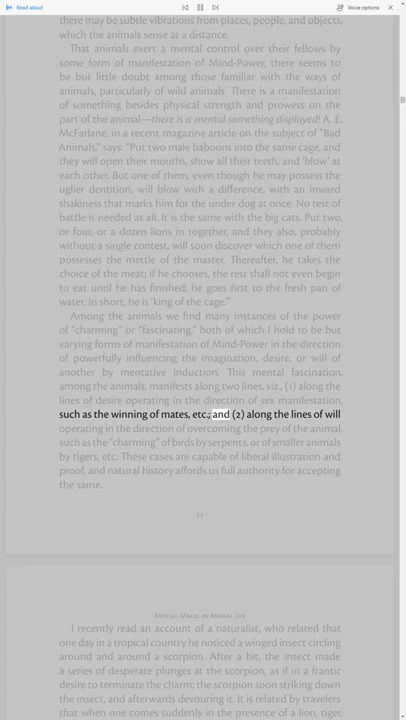 Read aloud
Voice options
there may be subtle vibrations from places, people, and objects,
which the animals sense at a distance.
That animals exert a mental control over their fellows by
some form of manifestation of Mind-Power, there seems to
be but little doubt among those familiar with the ways of
animals, particularly of wild animals. There is a manifestation
of something besides physical strength and prowess on the
part of the animal—there is a mental something displayed! A. E.
McFarlane, in a recent magazine article on the subject of “Bad
Animals,” says: “Put two male baboons into the same cage, and
they will open their mouths, show all their teeth, and ‘blow’ at
each other. But one of them, even though he may possess the
uglier dentition, will blow with a difference, with an inward
shakiness that marks him for the under dog at once. No test of
battle is needed at all. It is the same with the big cats. Put two,
or four, or a dozen lions in together, and they also, probably
without a single contest, will soon discover which one of them
possesses the mettle of the master. Thereafter, he takes the
choice of the meat; if he chooses, the rest shall not even begin
to eat until he has finished; he goes first to the fresh pan of
water. In short, he is ‘king of the cage.’”
Among the animals we find many instances of the power
of “charming” or “fascinating,” both of which I hold to be but
varying forms of manifestation of Mind-Power in the direction
of powerfully influencing the imagination, desire, or will of
another by mentative induction. This mental fascination,
among the animals, manifests along two lines, viz., (1) along the
lines of desire operating in the direction of sex manifestation,
such as the winning of mates, etc.; and (2) along the lines of will
operating in the direction of overcoming the prey of the animal,
such as the “charming” of birds by serpents, or of smaller animals
by tigers, etc. These cases are capable of liberal illustration and
proof, and natural history affords us full authority for accepting
the same.
Mental Magic in Animal Life
I recently read an account of a naturalist, who related that
one day in a tropical country he noticed a winged insect circling
around and around a scorpion. After a bit, the insect made
a series of desperate plunges at the scorpion, as if in a frantic
desire to terminate the charm; the scorpion soon striking down
the insect, and afterwards devouring it. It is related by travelers
that when one comes suddenly in the presence of a lion, tiger,